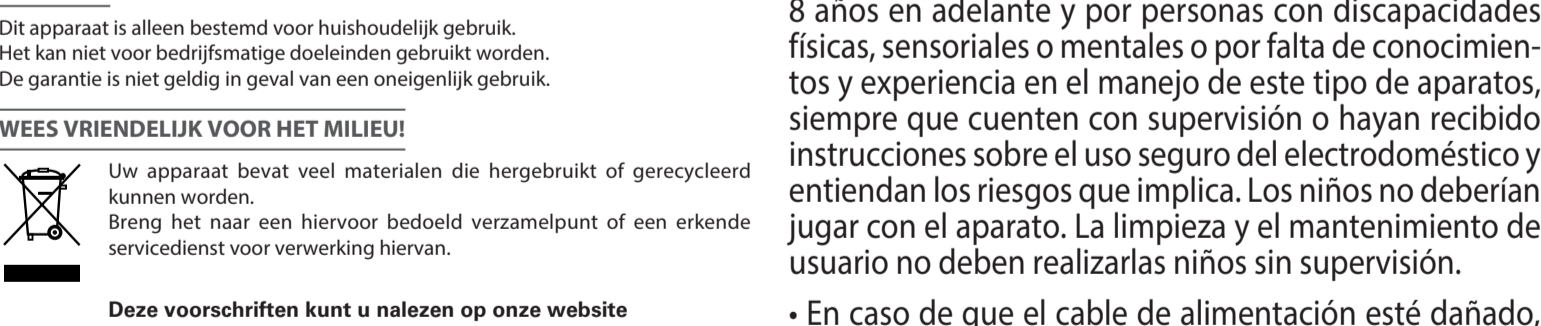 Dit apparaat is alleen bestemd voor huishoudelijk gebruik.
Het kan niet voor bedrijfsmatige doeleinden gebruikt worden.
De garantie is niet geldig in geval van een oneigenlijk gebruik.
WEES VRIENDELIJK VOOR HET MILIEU!
Uw apparaat bevat veel materialen die hergebruikt of gerecycleerd
kunnen worden.
Breng het naar een hiervoor bedoeld verzamelpunt of een erkende
servicedienst voor verwerking hiervan.
Deze voorschriften kunt u nalezen op onze website
8 años en adelante y por personas con discapacidades
físicas, sensoriales o mentales o por falta de conocimien-
tos y experiencia en el manejo de este tipo de aparatos,
siempre que cuenten con supervisión o hayan recibido
instrucciones sobre el uso seguro del electrodoméstico y
entiendan los riesgos que implica. Los niños no deberían
jugar con el aparato. La limpieza y el mantenimiento de
usuario no deben realizarlas niños sin supervisión.
• En caso de que el cable de alimentación esté dañado,